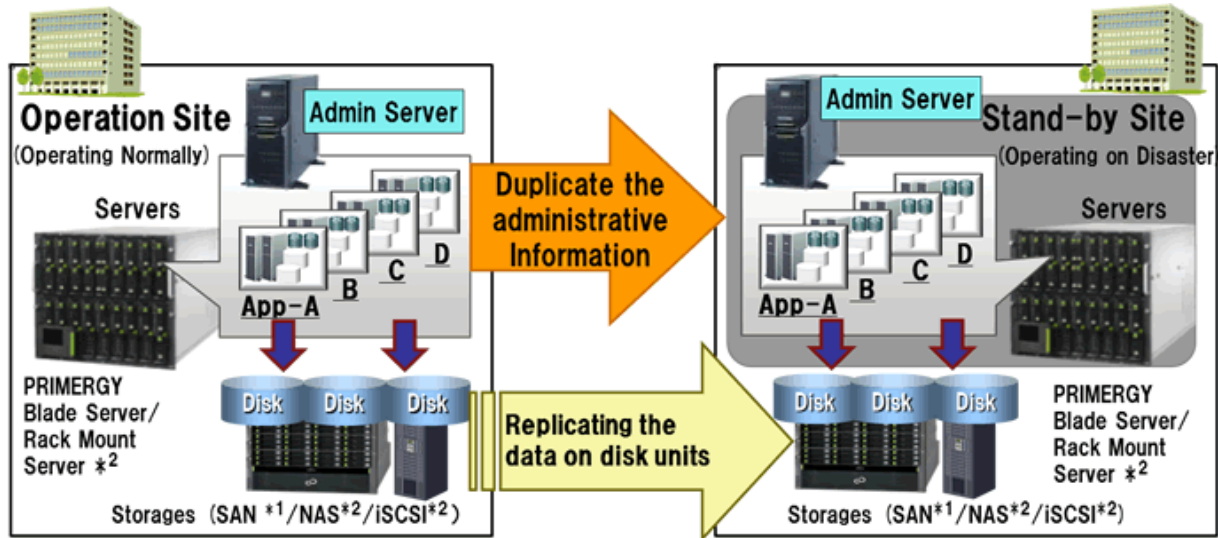 Operation Site
(Operating Normally)
Admin Server
Servers
App-A
B
C
D
PRIMERGY
Blade Server/
Rack Mount
Server *2
Disk
Disk
Disk
Storages (SAN *1/NAS*2/iSCSI*2)
Duplicate the
administrative
Information
Replicating the
data on disk units
Admin Server
Stand-by Site
(Operating on Disaster)
Servers
App-A
B
C
D
Disk
Disk
Disk
PRIMERGY
Blade Server/
Rack Mount
Server *2
Storages (SAN*1/NAS*2/iSCSI*2)